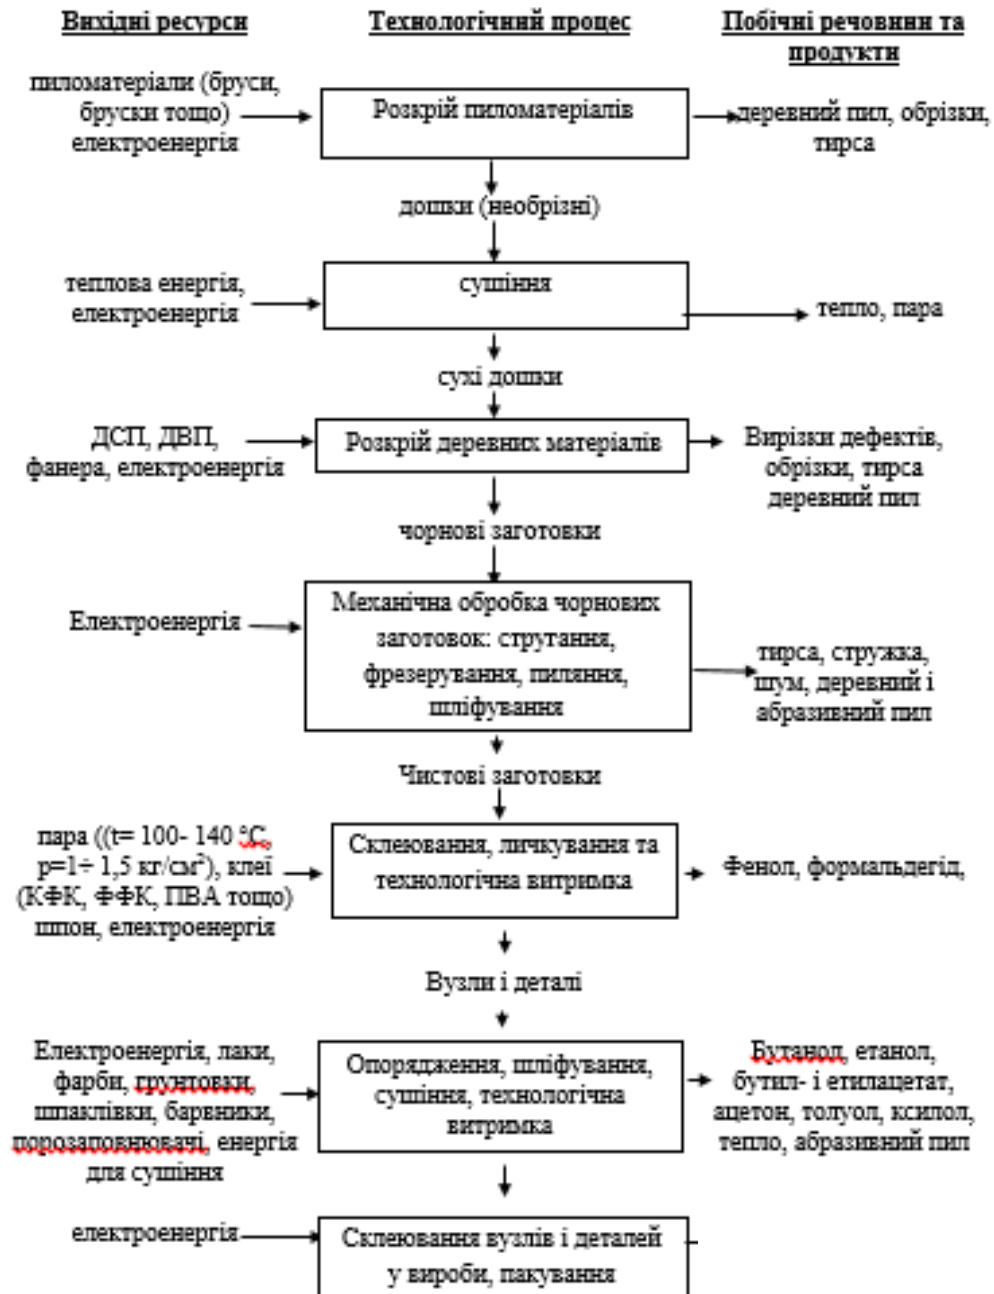 Вихідні ресурси
Технологічний процес
Побічні речовини та
продукти
пиломатеріали (бруси,
бруски тощо)
електроенергія
Розкрій пиломатеріалів
деревний пил, обрізки,
тирса
дошки (необрізні)
теплова енергія,
електроенергія
сушіння
тепло, пара
сухі дошки
ДСП, ДВП,
фанера, електроенергія
Розкрій деревних матеріалів
Вирізки дефектів,
обрізки, тирса
деревний пил
чорнові заготовки
Електроенергія
Механічна обробка чорнових
заготовок: стругання,
фрезерування, пиляння,
шліфування
тирса, стружка,
шум, деревний і
абразивний пил
Чистові заготовки
пара ((t= 100- 140 °С,
р=1÷ 1,5 кг/см²), клеї
(КФК, ФФК, ПВА тощо)
шпон, електроенергія
Склеювання, личкування та
технологічна витримка
Фенол, формальдегід,
Вузли і деталі
Електроенергія, лаки,
фарби, грунтовки,
шпаклівки, барвники,
порозаповнювачі, енергія
для сушіння
Опорядження, шліфування,
сушіння, технологічна
витримка
Бутанол, етанол,
бутил- і етилацетат,
ацетон, толуол, ксилол,
тепло, абразивний пил
електроенергія
Склеювання вузлів і деталей
у вироби, пакування